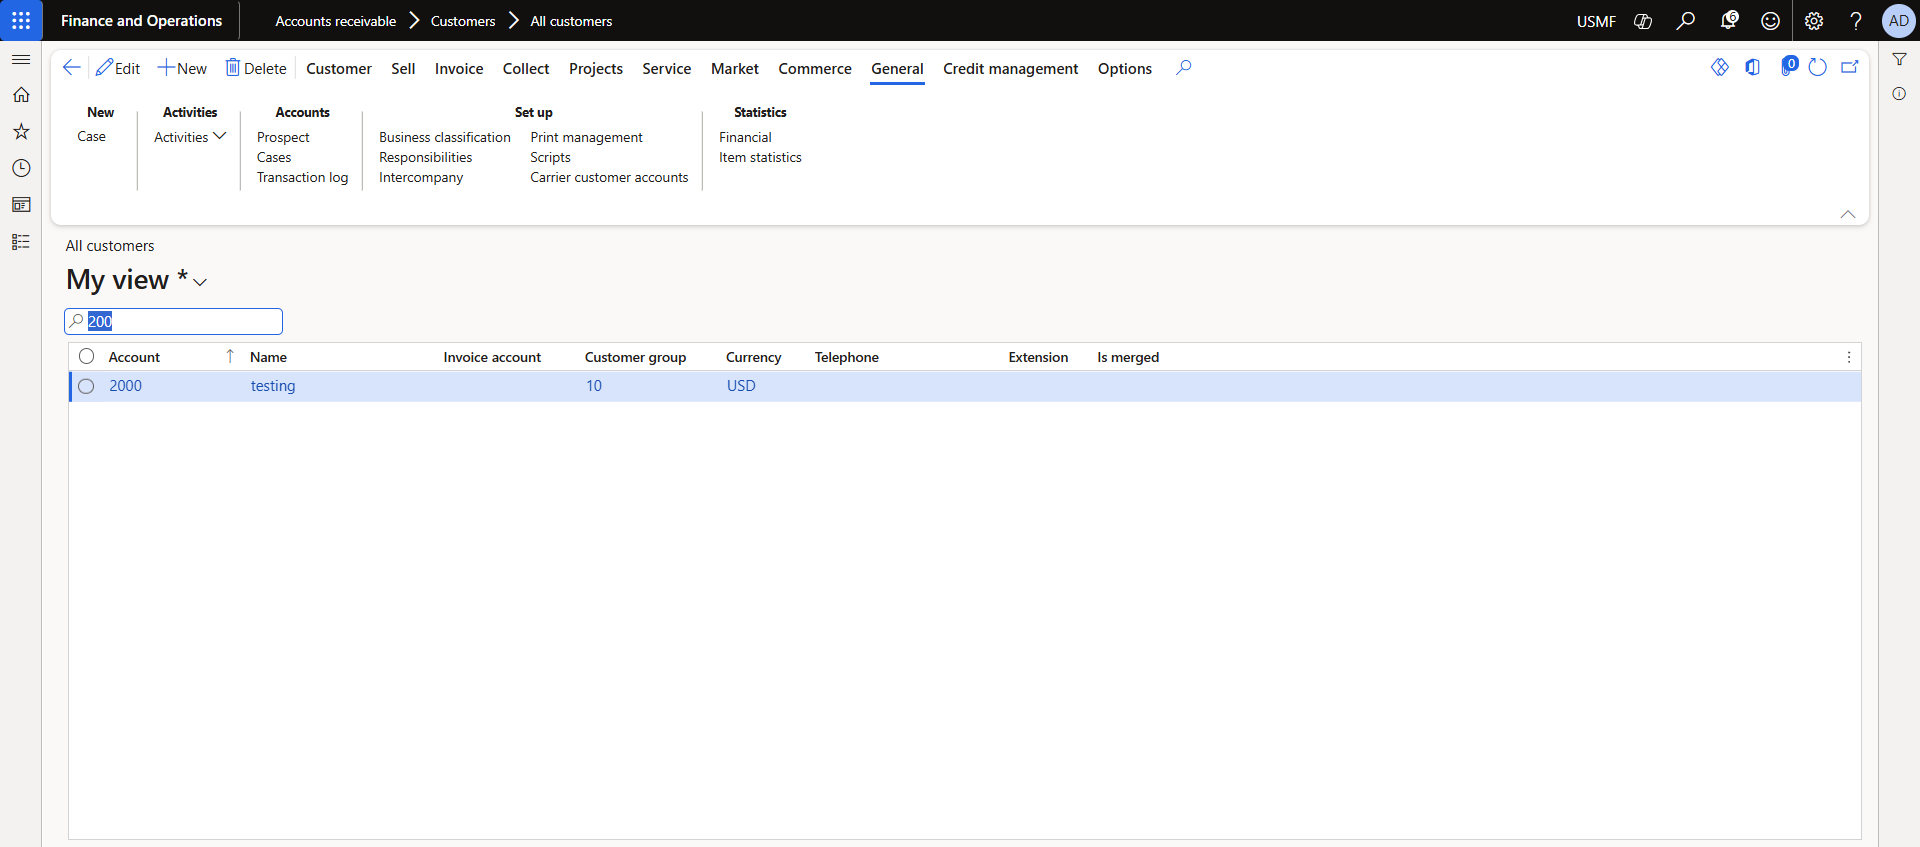 Finance and Operations
Accounts receivable
Customers
All customers
USMF
6
AD
Edit
New
Delete
Customer
Sell
Invoice
Collect
Projects
Service
Market
Commerce
General
Credit management
Options
0
New
Case
Activities
Activities
Accounts
Prospect
Cases
Transaction log
Set up
Business classification
Responsibilities
Intercompany
Print management
Scripts
Carrier customer accounts
Statistics
Financial
Item statistics
All customers
My view *
200
Account Name Invoice account Customer group Currency Telephone Extension Is merged
2000 testing 10 USD